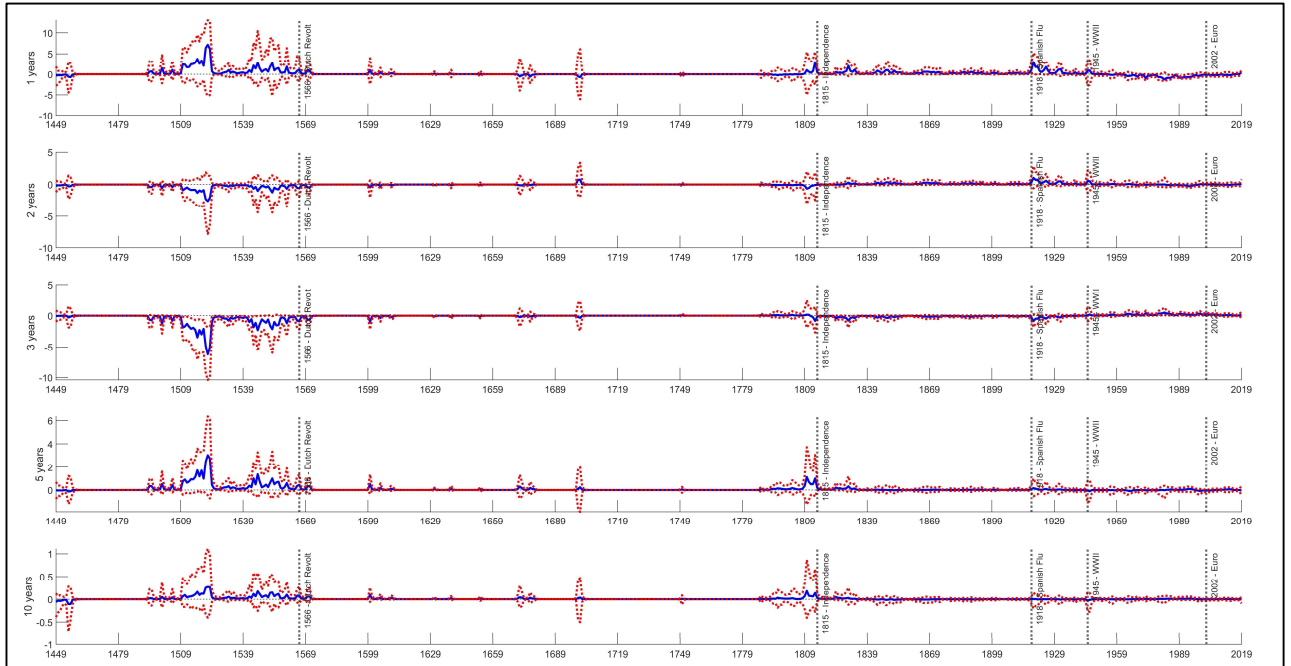 10
5
0
-5
-10
1 years
1566 - Dutch Revolt
1815 - Independence
1918 - Spanish Flu
1945 - WWII
2002 - Euro
1449 1479 1509 1539 1569 1599 1629 1659 1689 1719 1749 1779 1809 1839 1869 1899 1929 1959 1989 2019
5
0
-5
-10
2 years
1566 - Dutch Revolt
1815 - Independence
1918 - Spanish Flu
1945 - WWII
2002 - Euro
1449 1479 1509 1539 1569 1599 1629 1659 1689 1719 1749 1779 1809 1839 1869 1899 1929 1959 1989 2019
5
0
-5
-10
3 years
1566 - Dutch Revolt
1815 - Independence
1918 - Spanish Flu
1945 - WWII
2002 - Euro
1449 1479 1509 1539 1569 1599 1629 1659 1689 1719 1749 1779 1809 1839 1869 1899 1929 1959 1989 2019
6
4
2
0
5 years
1566 - Dutch Revolt
1815 - Independence
1918 - Spanish Flu
1945 - WWII
2002 - Euro
1449 1479 1509 1539 1569 1599 1629 1659 1689 1719 1749 1779 1809 1839 1869 1899 1929 1959 1989 2019
1
0.5
0
-0.5
-1
10 years
1566 - Dutch Revolt
1815 - Independence
1918 - Spanish Flu
1945 - WWII
2002 - Euro
1449 1479 1509 1539 1569 1599 1629 1659 1689 1719 1749 1779 1809 1839 1869 1899 1929 1959 1989 2019